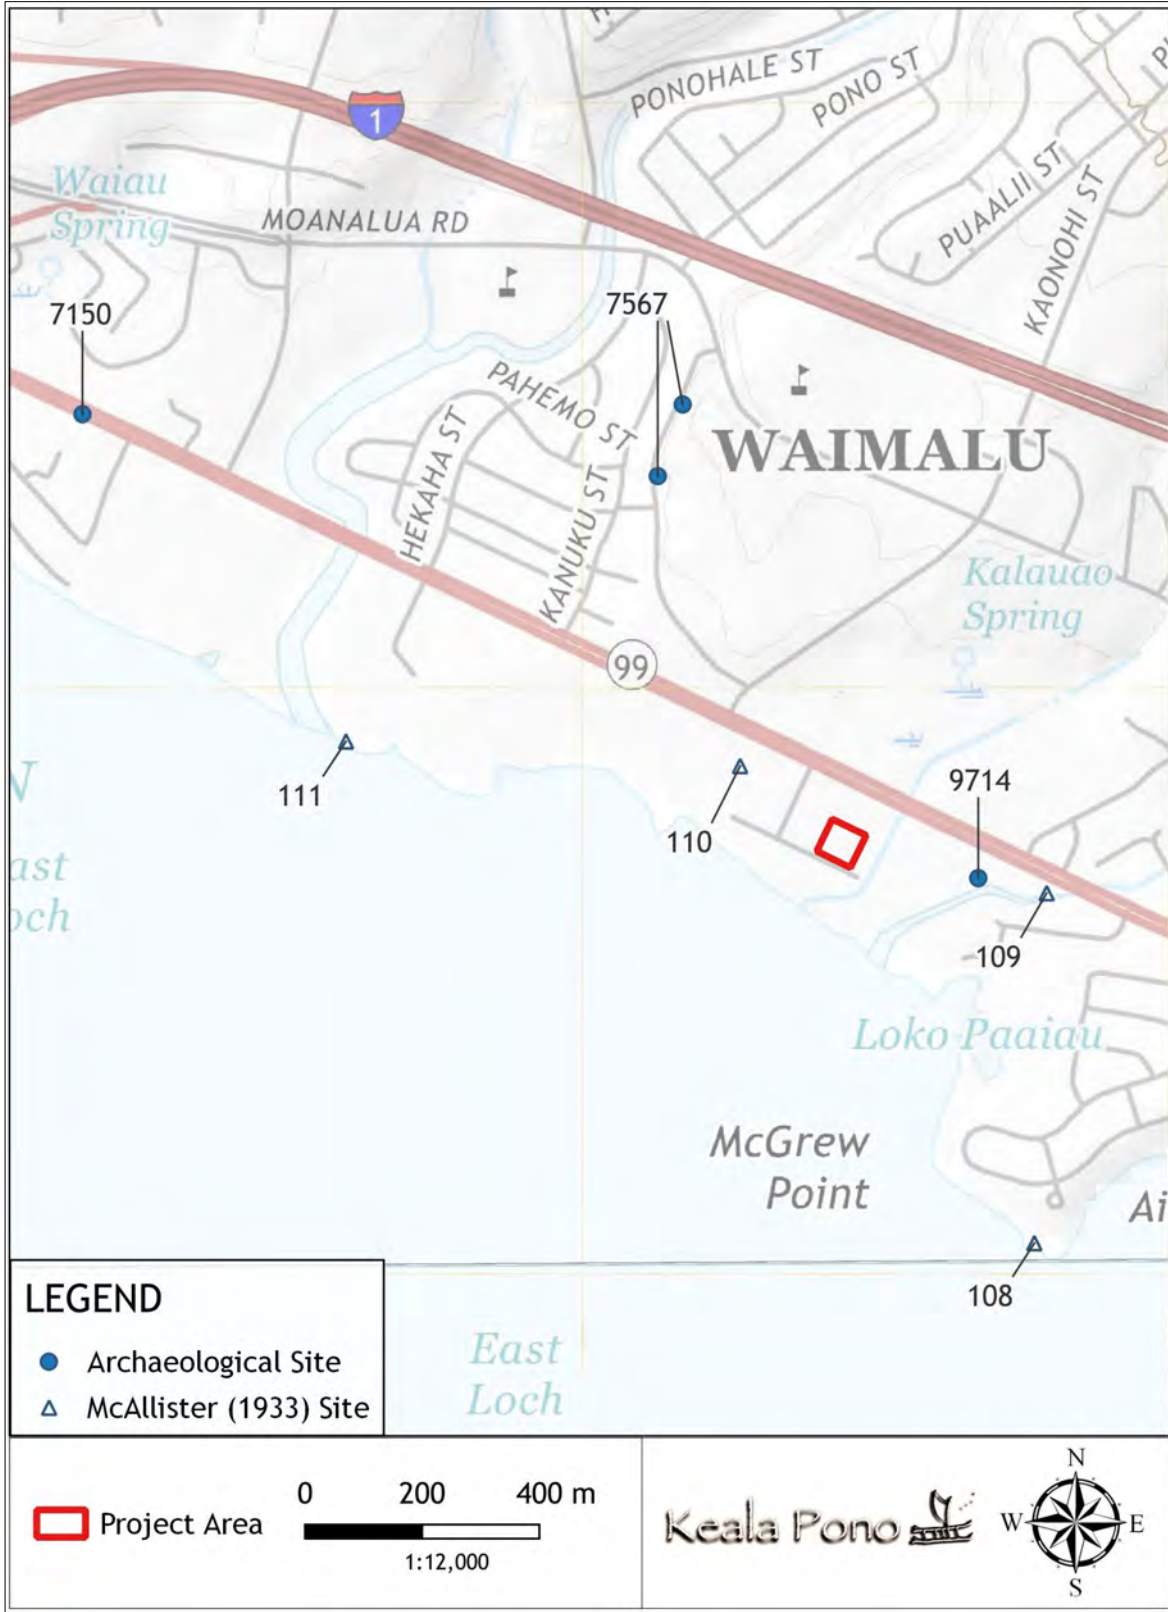 PONOHALE ST
PONO ST
1
Waiau
Spring
MOANALUA RD
PUAALII ST
KAONOHI ST
7150
7567
PAHEMO ST
WAIMALU
HEKAHA ST
KANUKU ST
Kalauao
Spring
99
111
110
9714
N
ast
och
109
Loko Paaiau
McGrew
Point
Ai
108
LEGEND
Archaeological Site
McAllister (1933) Site
East
Loch
Project Area
0 200 400 m
1:12,000
Keala Pono
N
W E
S